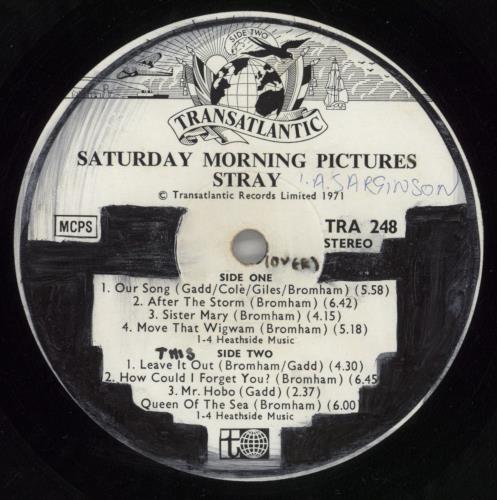 SIDE TWO
TRANSATLANTIC
SATURDAY MORNING PICTURES
STRAY
A. SARGINSON
© Transatlantic Records Limited 1971
MCPS
TRA 248
STEREO
(OVER)
SIDE ONE
1. Our Song (Gadd/Cole/Giles/Bromham) (5.58)
2. After The Storm (Bromham) (6.42)
3. Sister Mary (Bromham) (4.15)
4. Move That Wigwam (Bromham) (5.18)
1-4 Heathside Music
THIS
SIDE TWO
1. Leave It Out (Bromham/Gadd) (4.30)
2. How Could I Forget You? (Bromham) (6.45
3. Mr. Hobo (Gadd) (2.37)
Queen Of The Sea (Bromham) (6.00
1-4 Heathside Music
t